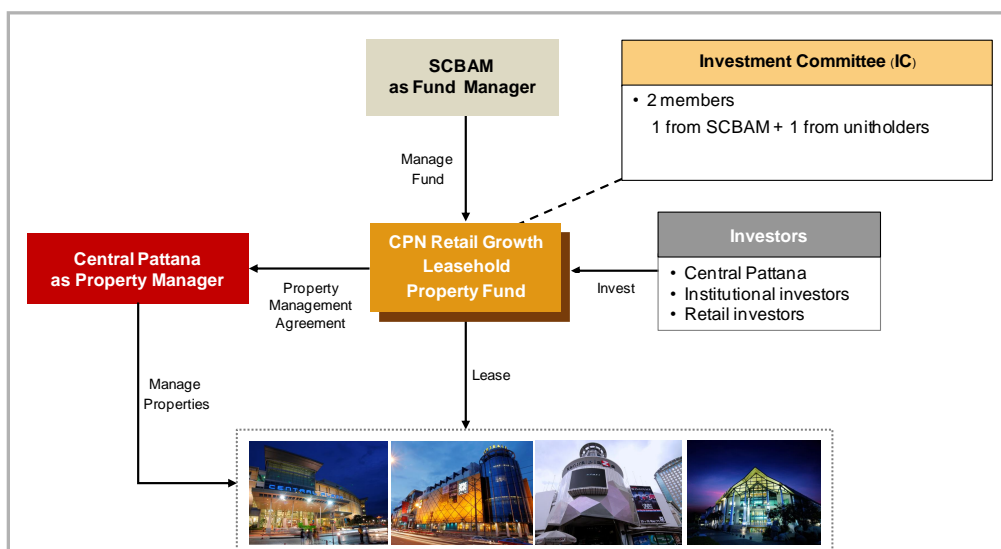 SCBAM
as Fund Manager
Investment Committee (IC)
• 2 members
1 from SCBAM + 1 from unitholders
Manage
Fund
CPN Retail Growth
Leasehold
Property Fund
Investors
• Central Pattana
• Institutional investors
• Retail investors
Invest
Central Pattana
as Property Manager
Property
Management
Agreement
Lease
Manage
Properties